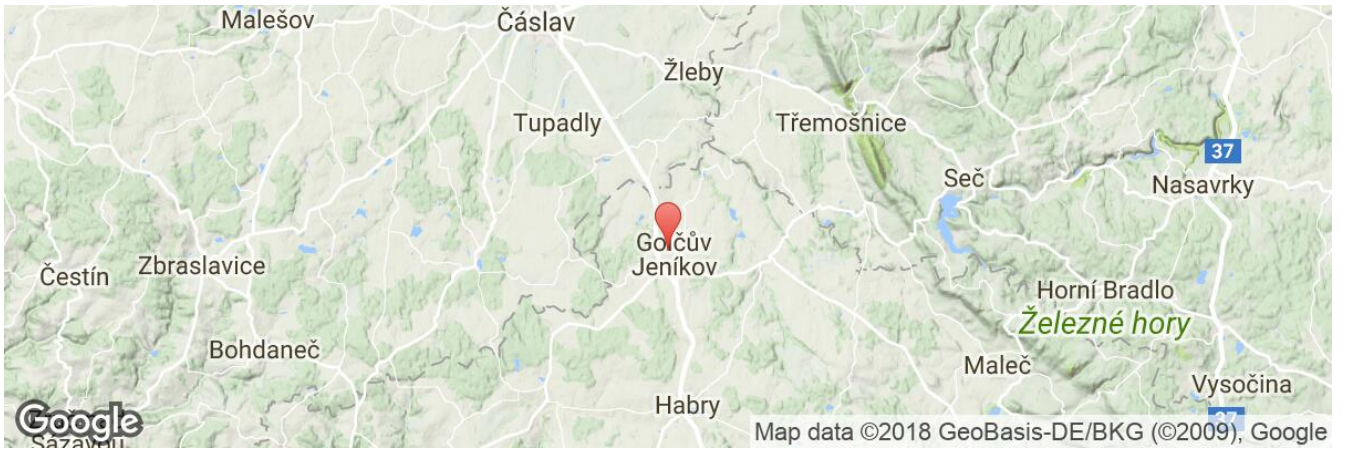 Malešov
Čáslav
Žleby
Tupadly
Třemošnice
37
Seč
Nasavrky
Golčův
Jeníkov
Zbraslavice
Čestín
Horní Bradlo
Železné hory
Bohdaneč
Maleč
Vysočina
Habry
37
Google
Sázavou
Map data ©2018 GeoBasis-DE/BKG (©2009), Google